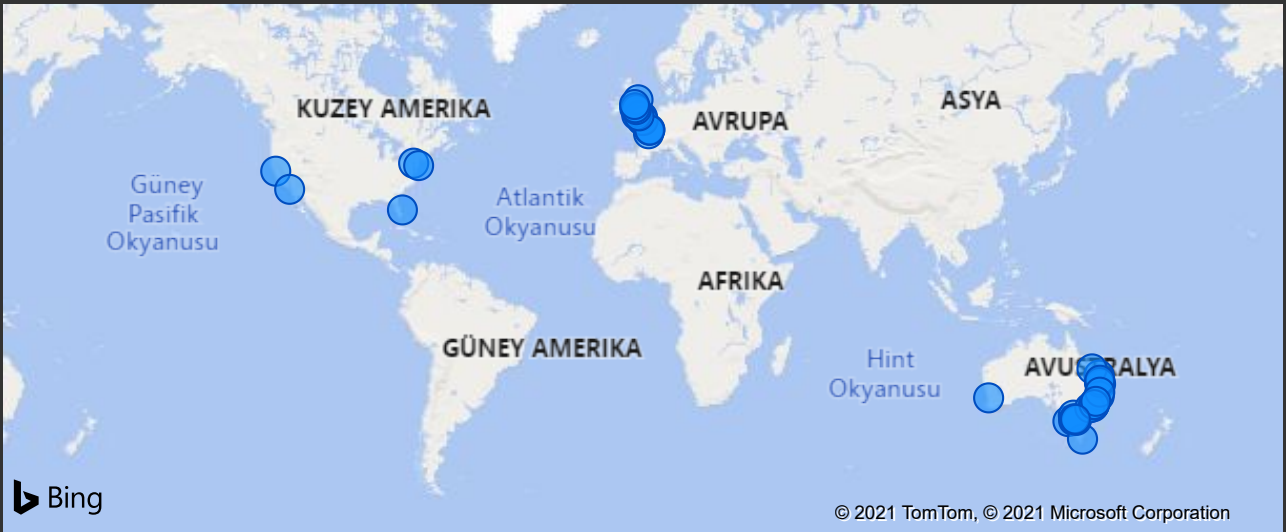 KUZEY AMERIKA
ASYA
AVRUPA
Güney
Pasifik
Okyanusu
Atlantik
Okyanusu
AFRIKA
GÜNEY AMERIKA
Hint
Okyanusu
AVUSTRALYA
Bing
© 2021 TomTom, © 2021 Microsoft Corporation